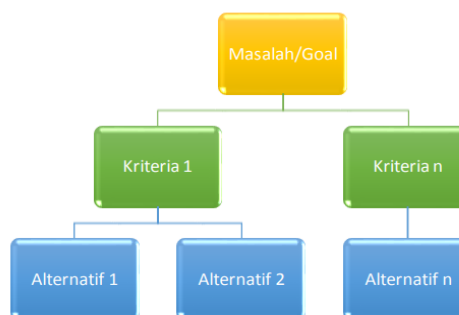 Masalah/Goal
Kriteria 1
Kriteria n
Alternatif 1
Alternatif 2
Alternatif n